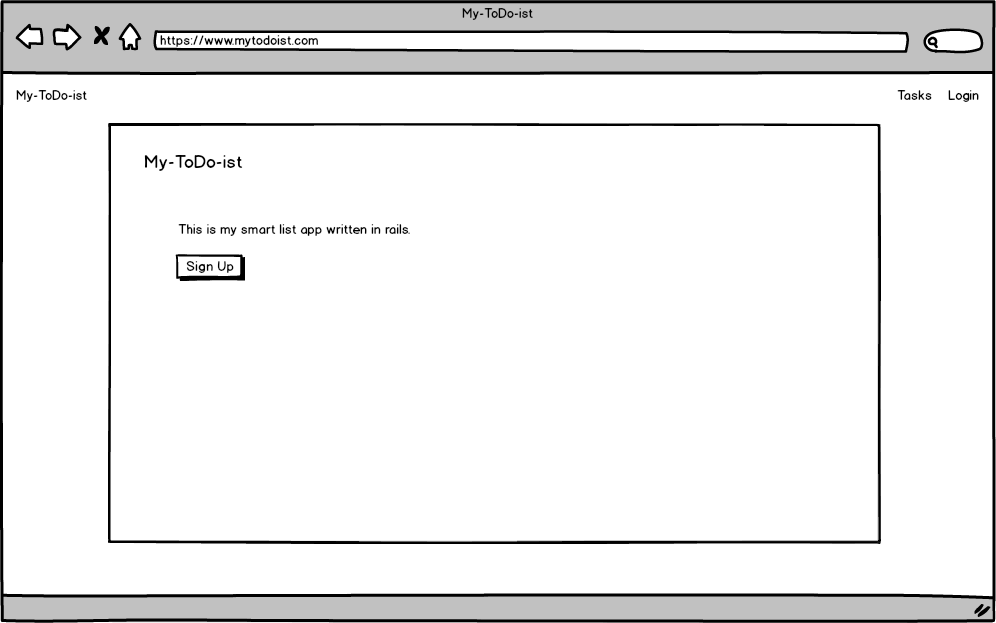 My-ToDo-ist
https://www.mytodoist.com
My-ToDo-ist Tasks Login
My-ToDo-ist
This is my smart list app written in rails.
Sign Up